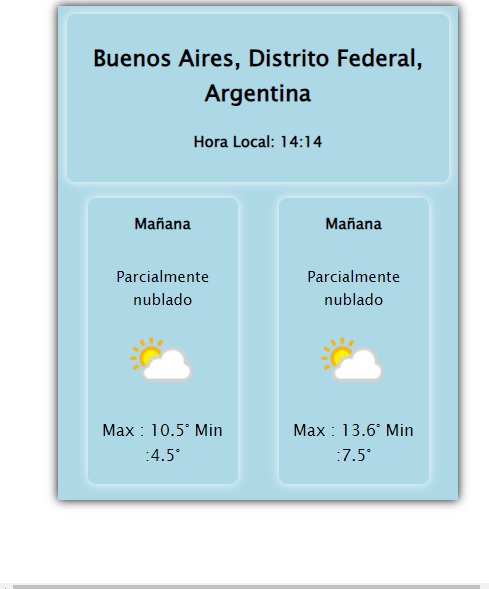 Buenos Aires, Distrito Federal,
Argentina
Hora Local: 14:14
Mañana
Parcialmente
nublado
Max : 10.5° Min
:4.5°
Mañana
Parcialmente
nublado
Max : 13.6° Min
:7.5°